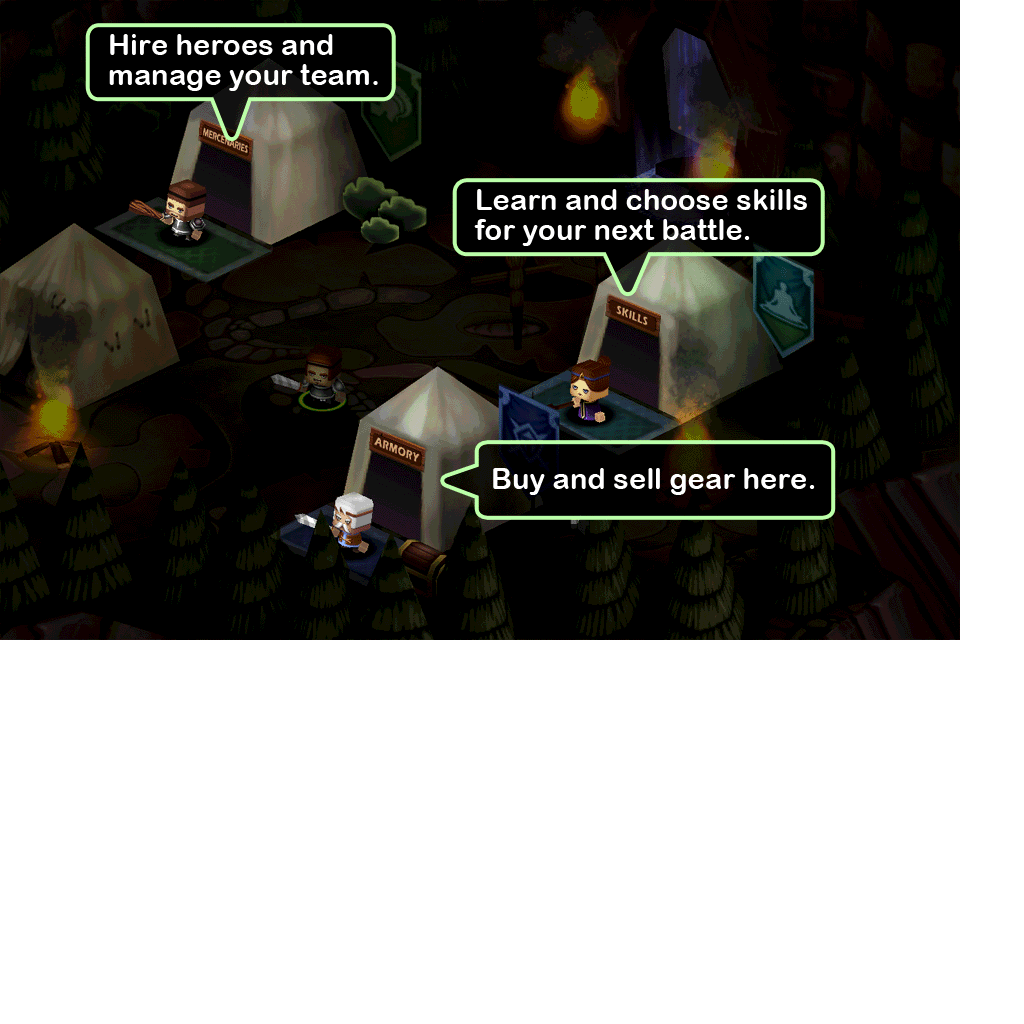 Hire heroes and
manage your team.
MERCENARIES
Learn and choose skills
for your next battle.
SKILLS
ARMORY
Buy and sell gear here.